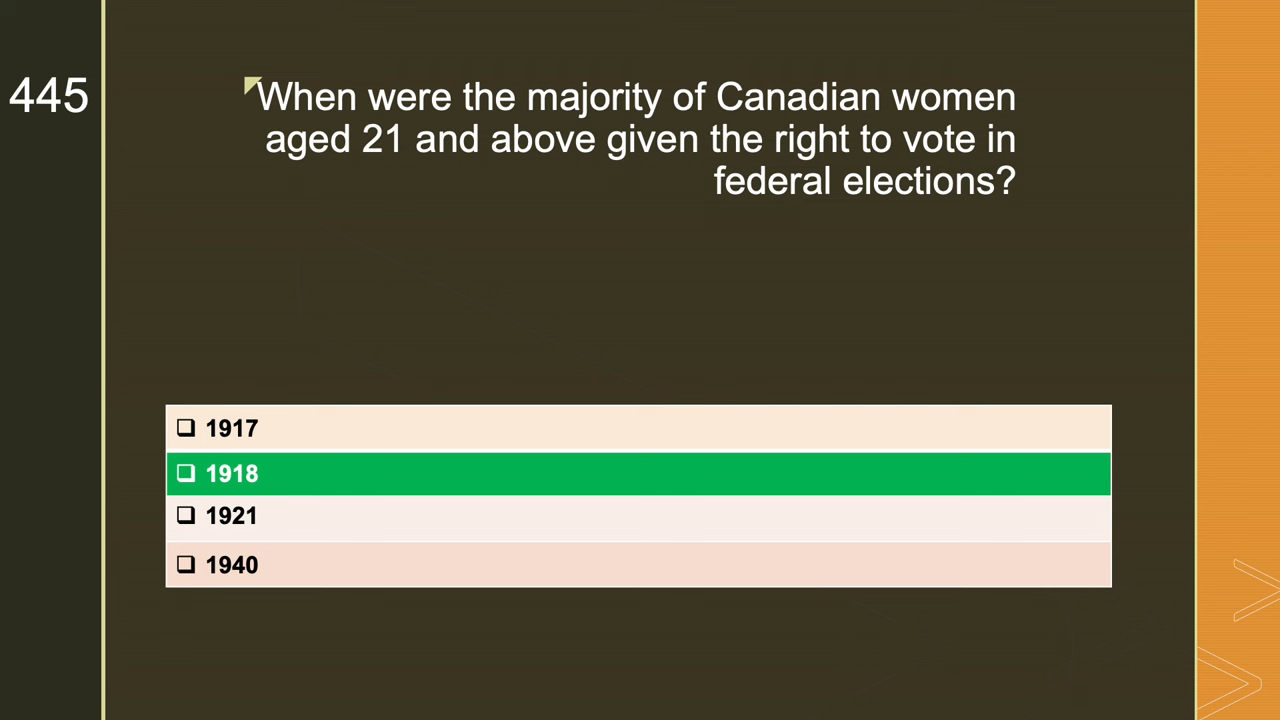 445
When were the majority of Canadian women
aged 21 and above given the right to vote in
federal elections?
1917
1918
1921
1940